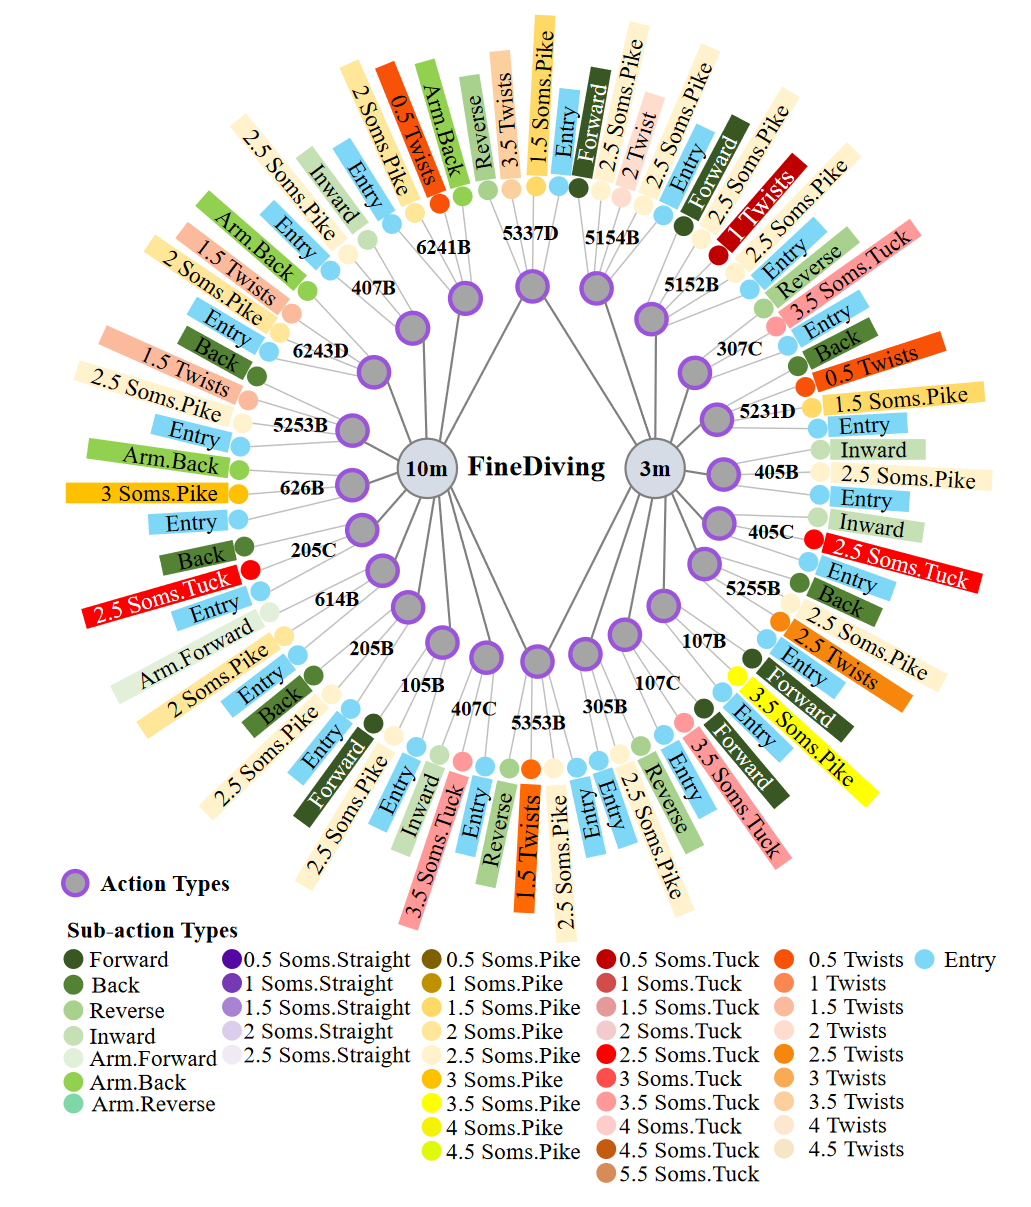 FineDiving
10m
3m
5337D
Reverse
3.5 Twists
1.5 Soms.Pike
Entry
5154B
Forward
2.5 Soms.Pike
2 Twist
2.5 Soms.Pike
Entry
5152B
Forward
2.5 Soms.Pike
1 Twists
2.5 Soms.Pike
Entry
307C
Reverse
3.5 Soms.Tuck
Entry
5231D
Back
0.5 Twists
1.5 Soms.Pike
Entry
405B
Inward
2.5 Soms.Pike
Entry
405C
Inward
2.5 Soms.Tuck
Entry
5255B
Back
2.5 Soms.Pike
2.5 Twists
Entry
107B
Forward
3.5 Soms.Pike
Entry
107C
Forward
3.5 Soms.Tuck
Entry
305B
Reverse
2.5 Soms.Pike
Entry
5353B
Reverse
1.5 Twists
2.5 Soms.Pike
Entry
407C
Inward
3.5 Soms.Tuck
Entry
105B
Forward
2.5 Soms.Pike
Entry
205B
Back
2.5 Soms.Pike
Entry
614B
Arm.Forward
2 Soms.Pike
Entry
205C
Back
2.5 Soms.Tuck
Entry
626B
Arm.Back
3 Soms.Pike
Entry
5253B
Back
1.5 Twists
2.5 Soms.Pike
Entry
6243D
Arm.Back
1.5 Twists
2 Soms.Pike
Entry
407B
Inward
2.5 Soms.Pike
Entry
6241B
Arm.Back
0.5 Twists
2 Soms.Pike
Entry
Action Types
Sub-action Types
Forward
Back
Reverse
Inward
Arm.Forward
Arm.Back
Arm.Reverse
0.5 Soms.Straight
1 Soms.Straight
1.5 Soms.Straight
2 Soms.Straight
2.5 Soms.Straight
0.5 Soms.Pike
1 Soms.Pike
1.5 Soms.Pike
2 Soms.Pike
2.5 Soms.Pike
3 Soms.Pike
3.5 Soms.Pike
4 Soms.Pike
4.5 Soms.Pike
0.5 Soms.Tuck
1 Soms.Tuck
1.5 Soms.Tuck
2 Soms.Tuck
2.5 Soms.Tuck
3 Soms.Tuck
3.5 Soms.Tuck
4 Soms.Tuck
4.5 Soms.Tuck
5.5 Soms.Tuck
0.5 Twists
1 Twists
1.5 Twists
2 Twists
2.5 Twists
3 Twists
3.5 Twists
4 Twists
4.5 Twists
Entry